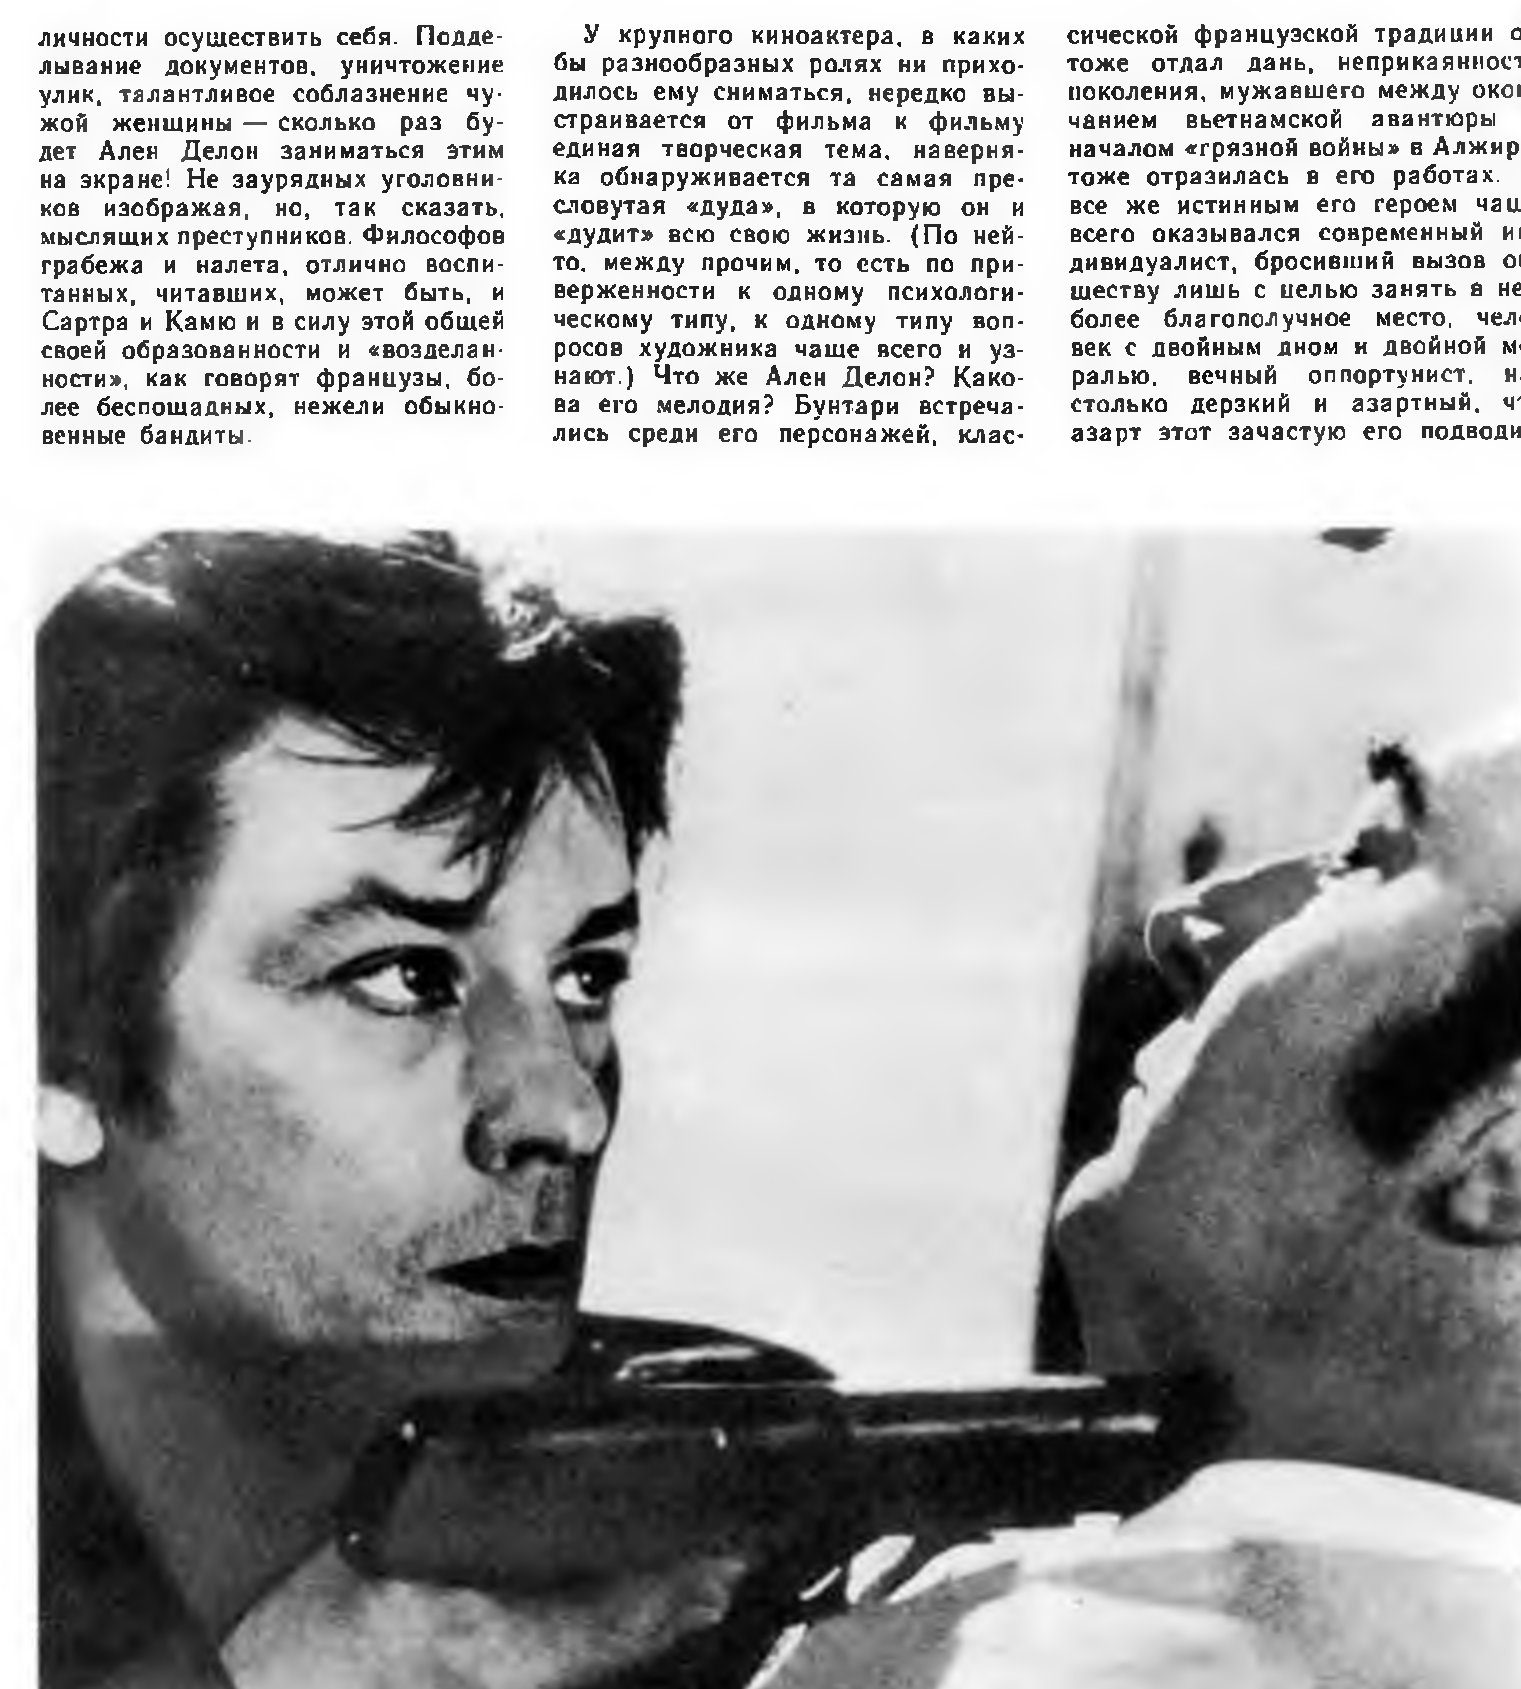 личности осуществить себя. Подде-
лывание документов, уничтожение
улик, талантливое соблазнение чу-
жой женщины — сколько раз бу-
дет Ален Делон заниматься этим
на экране! Не заурядных уголовни-
ков изображая, но, так сказать,
мыслящих преступников. Философов
грабежа и налета, отлично воспи-
танных, читавших, может быть, и
Сартра и Камю и в силу этой общей
своей образованности и «возделан-
ности», как говорят французы, бо-
лее беспощадных, нежели обыкно-
венные бандиты.
У крупного киноактера, в каких
бы разнообразных ролях ни прихо-
дилось ему сниматься, нередко вы-
страивается от фильма к фильму
единая творческая тема, наверня-
ка обнаруживается та самая пре-
словутая «дуда», в которую он и
«дудит» всю свою жизнь. (По ней-
то, между прочим, то есть по при-
верженности к одному психологи-
ческому типу, к одному типу воп-
росов художника чаще всего и уз-
нают.) Что же Ален Делон? Како-
ва его мелодия? Бунтари встреча-
лись среди его персонажей, клас-
сической французской традиции
тоже отдал дань, неприкаянност
поколения, мужавшего между око
чанием вьетнамской авантюры
началом «грязной войны» в Алжир
тоже отразилась в его работах.
все же истинным его героем чащ
всего оказывался современный и
дивидуалист, бросивший вызов о
ществу лишь с целью занять в не
более благополучное место, чел
век с двойным дном и двойной м
ралью, вечный оппортунист, н
столько дерзкий и азартный, ч
азарт этот зачастую его подводи